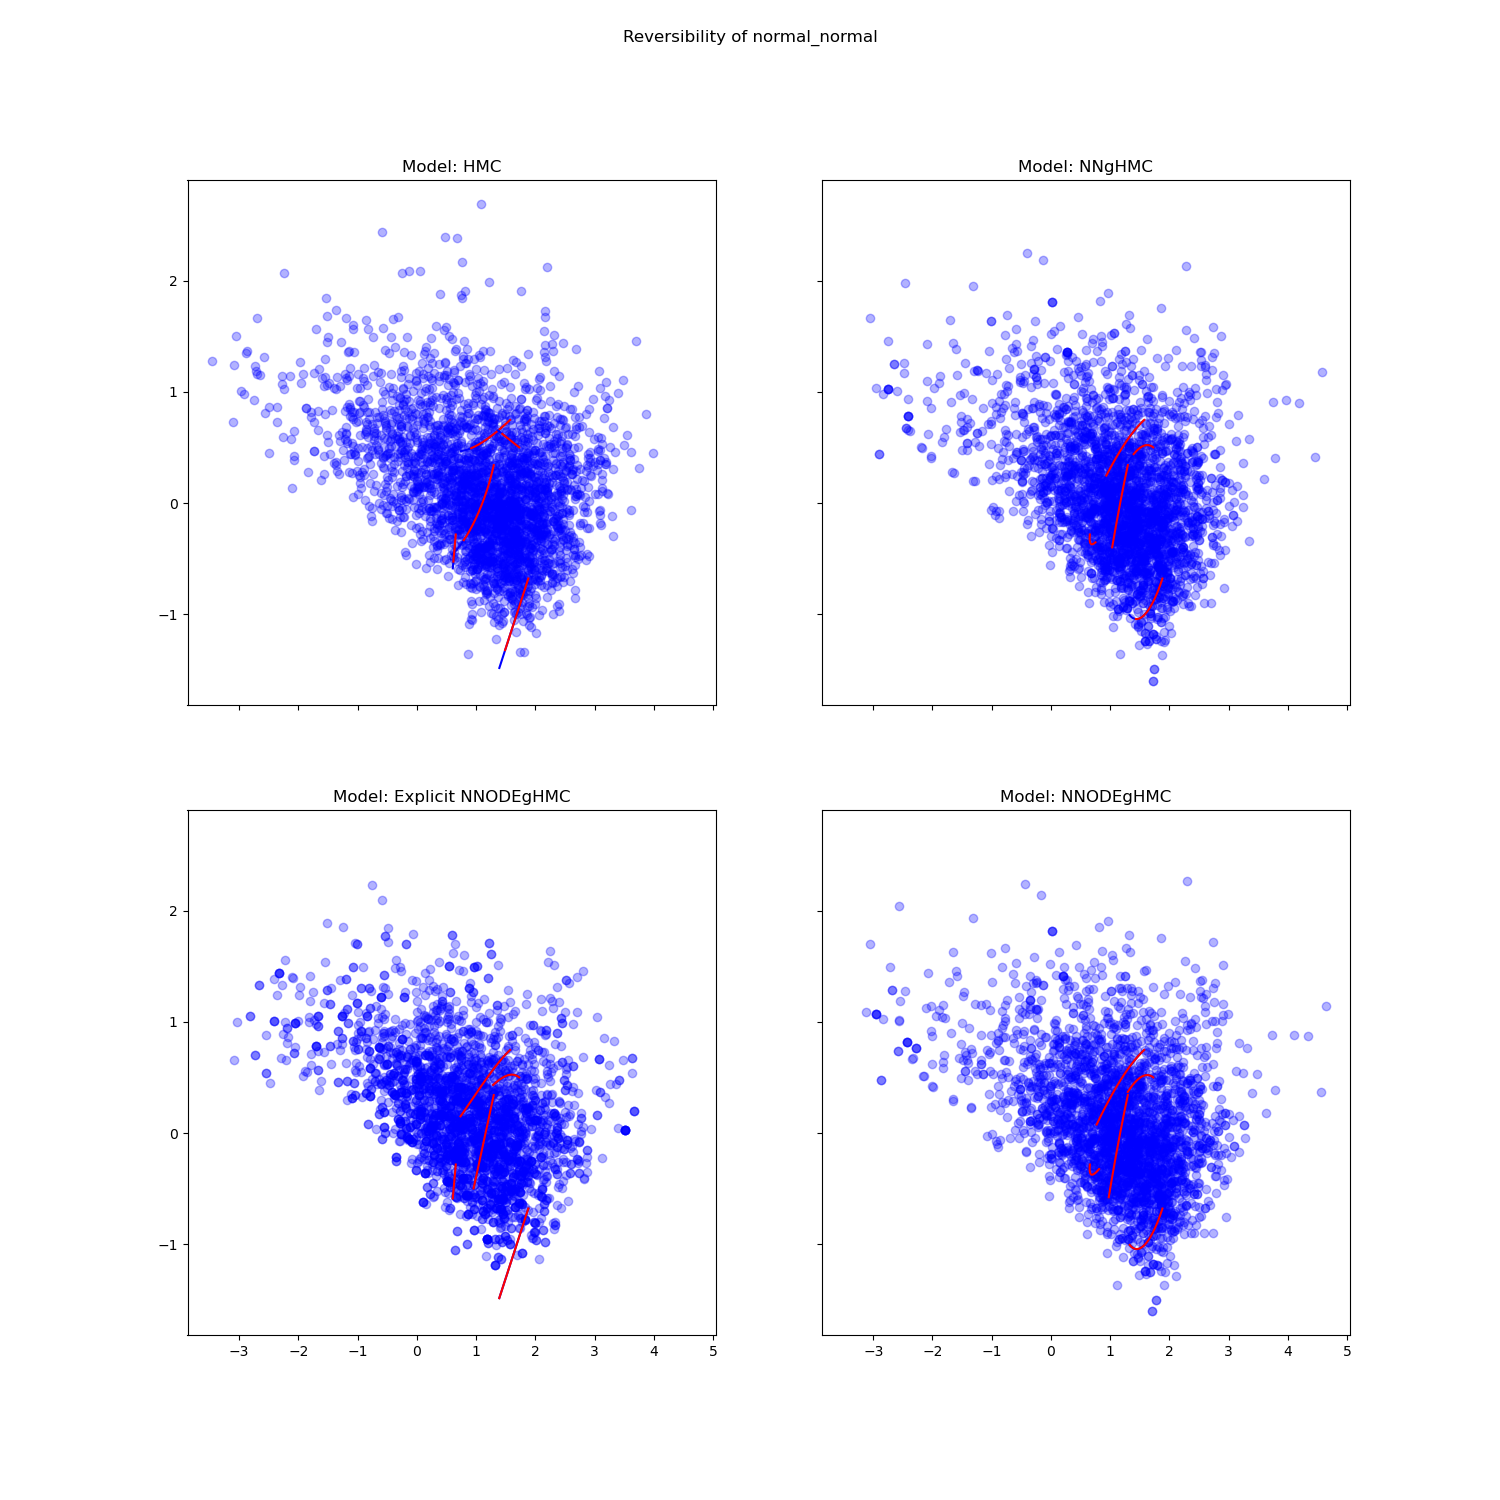 Reversibility of normal_normal
Model: HMC
Model: NNgHMC
2
1
0
−1
Model: Explicit NNODEgHMC
Model: NNODEgHMC
2
1
0
−1
−3 −2 −1 0 1 2 3 4 5
−3 −2 −1 0 1 2 3 4 5